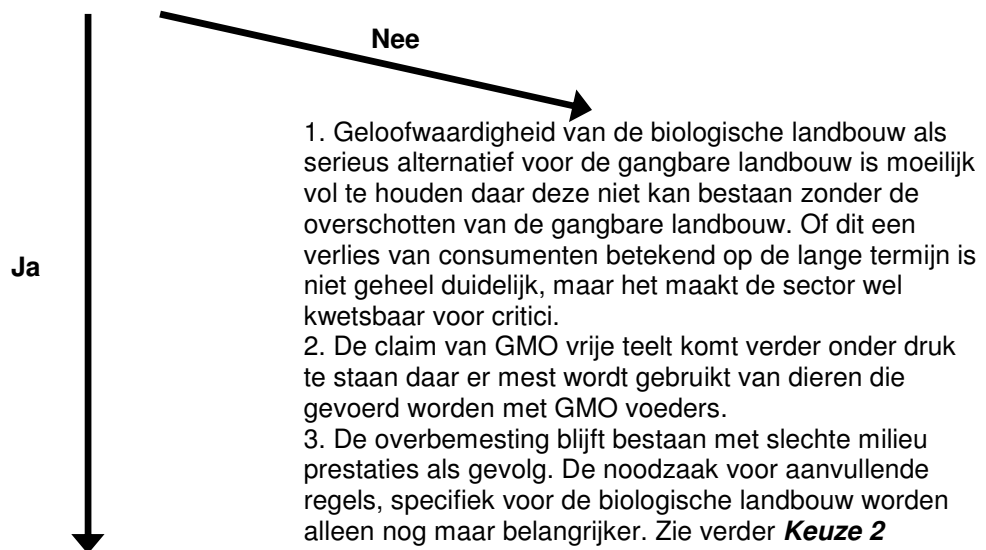 Nee
1. Geloofwaardigheid van de biologische landbouw als
serieus alternatief voor de gangbare landbouw is moeilijk
vol te houden daar deze niet kan bestaan zonder de
overschotten van de gangbare landbouw. Of dit een
verlies van consumenten betekend op de lange termijn is
niet geheel duidelijk, maar het maakt de sector wel
kwetsbaar voor critici.
2. De claim van GMO vrije teelt komt verder onder druk
te staan daar er mest wordt gebruikt van dieren die
gevoerd worden met GMO voeders.
3. De overbemesting blijft bestaan met slechte milieu
prestaties als gevolg. De noodzaak voor aanvullende
regels, specifiek voor de biologische landbouw worden
alleen nog maar belangrijker. Zie verder Keuze 2
Ja